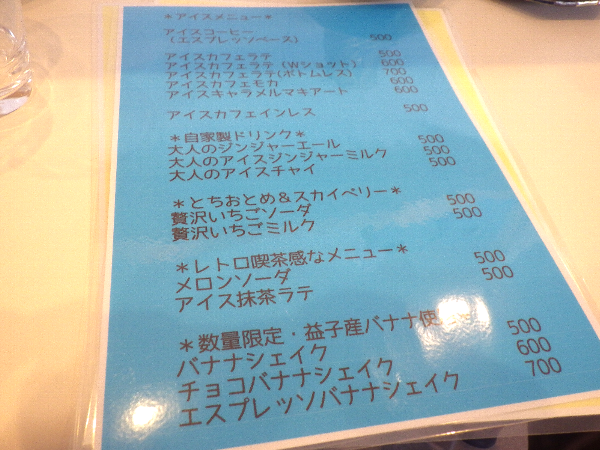 *アイスメニュー*
アイスコーヒー
(エスプレッソベース) 500
アイスカフェラテ 500
アイスカフェラテ(Wショット) 600
アイスカフェラテ(ボトムレス) 700
アイスカフェモカ 600
アイスキャラメルマキアート 600
アイスカフェインレス 500
*自家製ドリンク*
大人のジンジャーエール 500
大人のアイスジンジャーミルク 500
大人のアイスチャイ 500
*とちおとめ&スカイベリー*
贅沢いちごソーダ 500
贅沢いちごミルク 500
*レトロ喫茶感なメニュー*
メロンソーダ 500
アイス抹茶ラテ 500
*数量限定・益子産バナナ使
バナナシェイク 500
チョコバナナシェイク 600
エスプレッソバナナシェイク 700